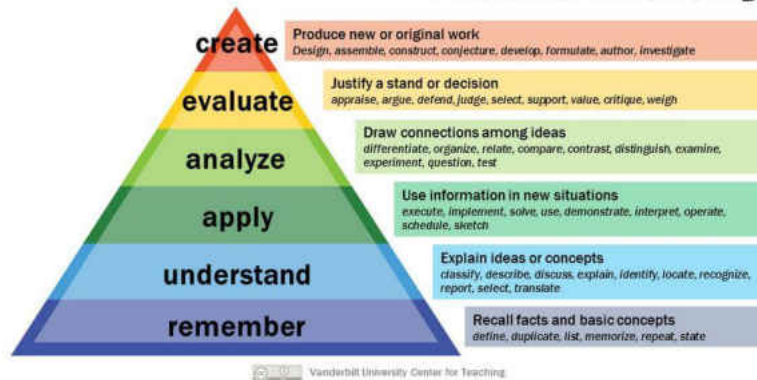 create
Produce new or original work
Design, assemble, construct, conjecture, develop, formulate, author, investigate
evaluate
Justify a stand or decision
appraise, argue, defend, judge, select, support, value, critique, weigh
analyze
Draw connections among ideas
differentiate, organize, relate, compare, contrast, distinguish, examine,
experiment, question, test
apply
Use information in new situations
execute, implement, solve, use, demonstrate, interpret, operate,
schedule, sketch
understand
Explain ideas or concepts
classify, describe, discuss, explain, identify, locate, recognize,
report, select, translate
remember
Recall facts and basic concepts
define, duplicate, list, memorize, repeat, state
Vanderbilt University Center for Teaching